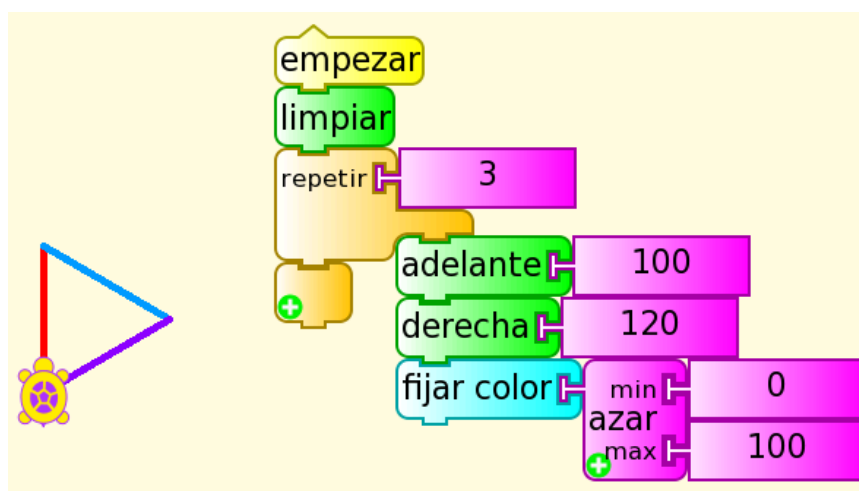 empezar
limpiar
repetir 3
adelante 100
derecha 120
fijar color min 0
azar
max 100